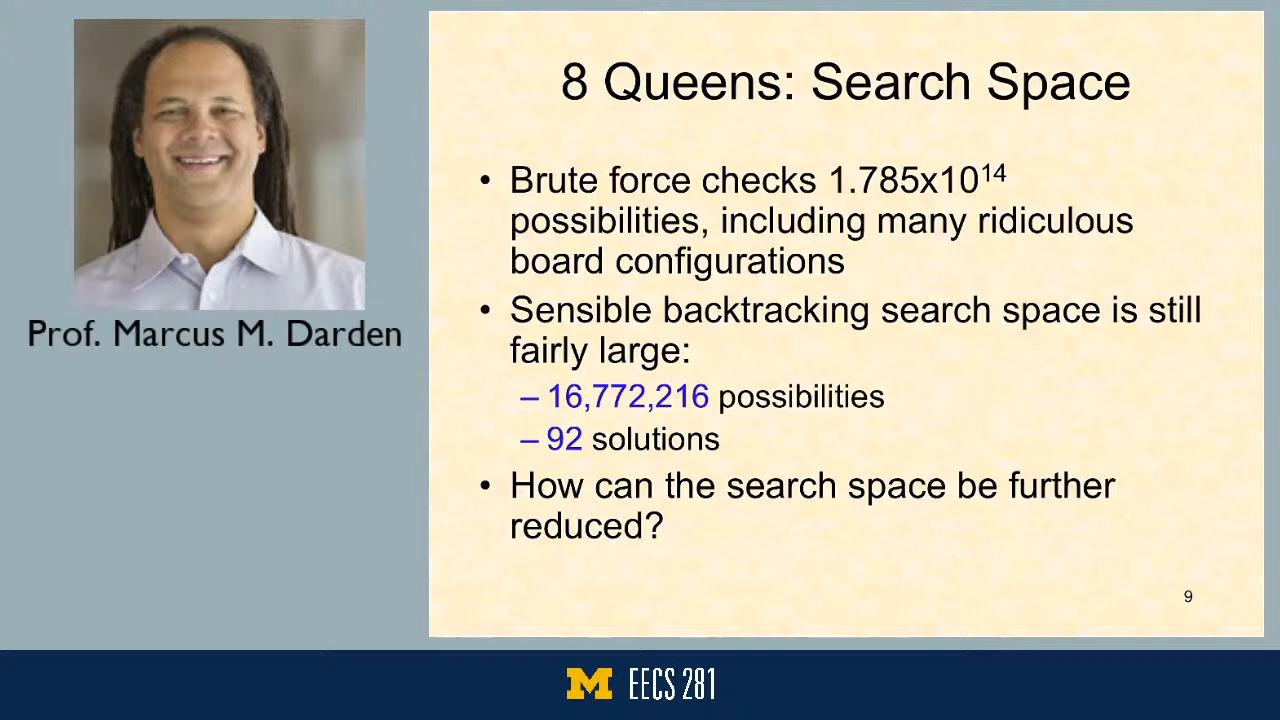 Prof. Marcus M. Darden
8 Queens: Search Space
• Brute force checks 1.785x10¹⁴
possibilities, including many ridiculous
board configurations
• Sensible backtracking search space is still
fairly large:
– 16,772,216 possibilities
– 92 solutions
• How can the search space be further
reduced?
9
M EECS 281